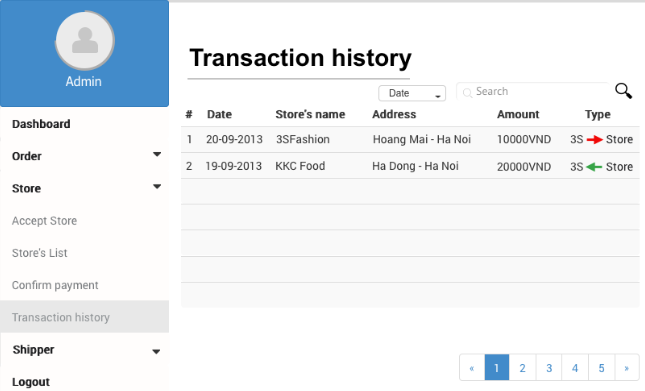 Admin
Dashboard
Order
Store
Accept Store
Store's List
Confirm payment
Transaction history
Shipper
Logout
Transaction history
Date Search
# Date Store's name Address Amount Type
1 20-09-2013 3SFashion Hoang Mai - Ha Noi 10000VND 3S Store
2 19-09-2013 KKC Food Ha Dong - Ha Noi 20000VND 3S Store
« 1 2 3 4 5 »